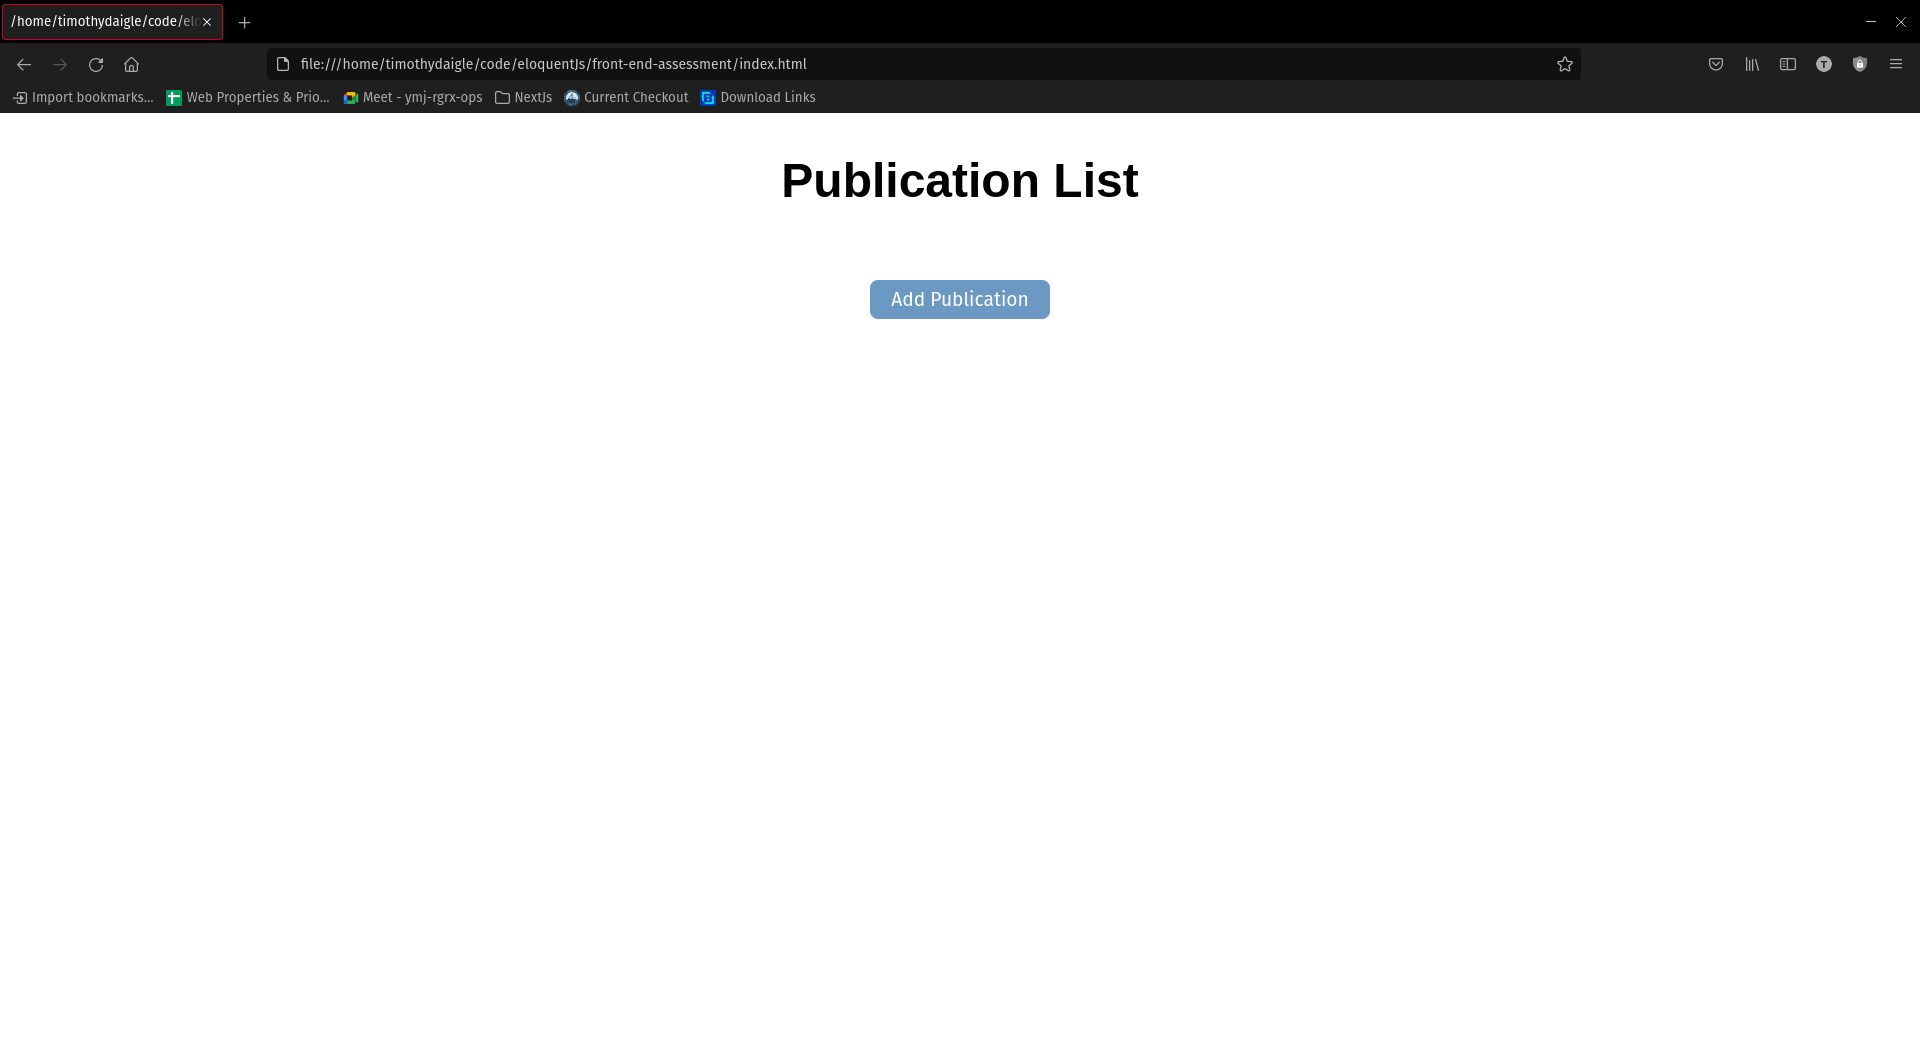 /home/timothydaigle/code/elo
file:///home/timothydaigle/code/eloquentJs/front-end-assessment/index.html
T
Import bookmarks... Web Properties & Prio... Meet - ymj-rgrx-ops NextJs Current Checkout Download Links
Publication List
Add Publication